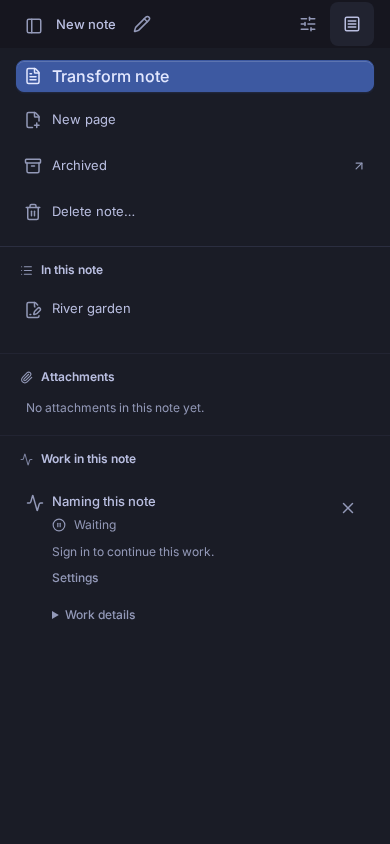 New note
Transform note
New page
Archived
Delete note...
In this note
River garden
Attachments
No attachments in this note yet.
Work in this note
Naming this note
Waiting
Sign in to continue this work.
Settings
Work details